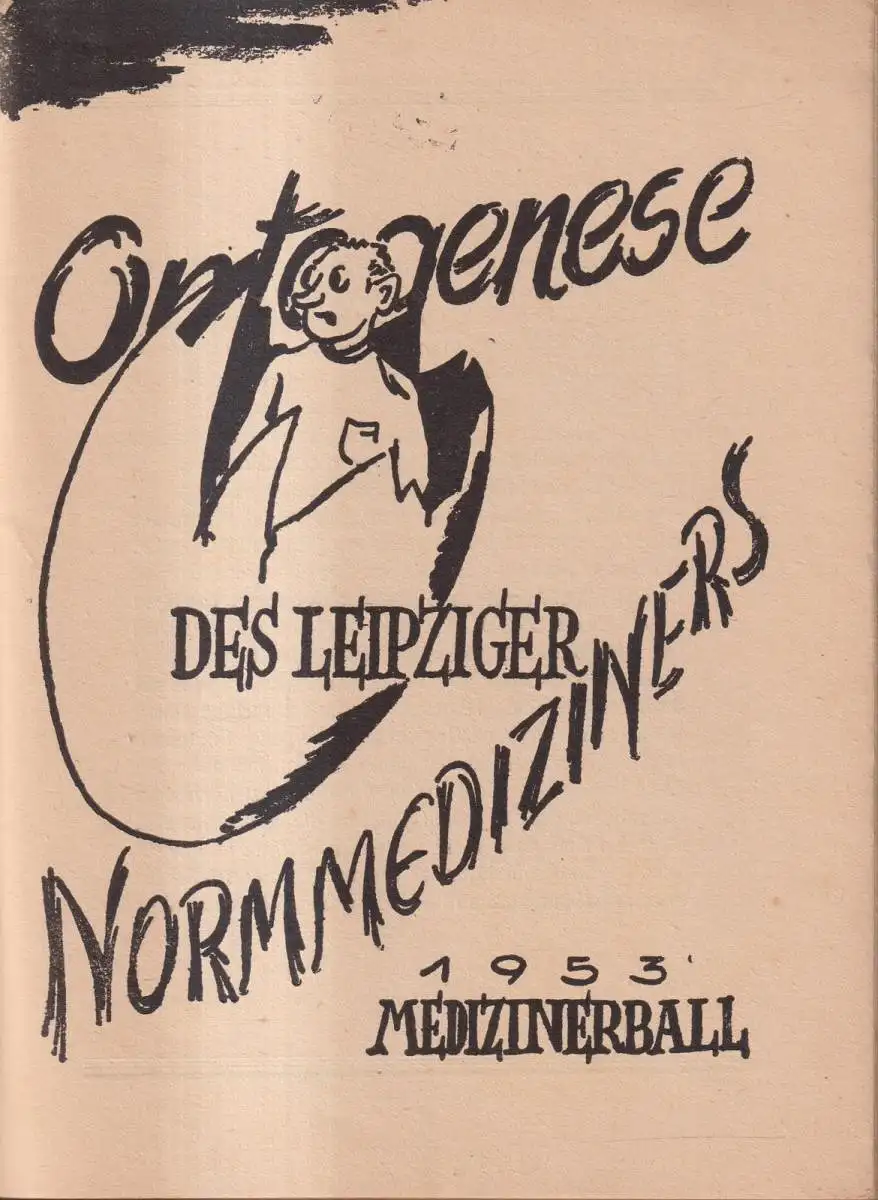 Ontogenese
DES LEIPZIGER
NORMMEDIZINERS
1953
MEDIZINERBALL